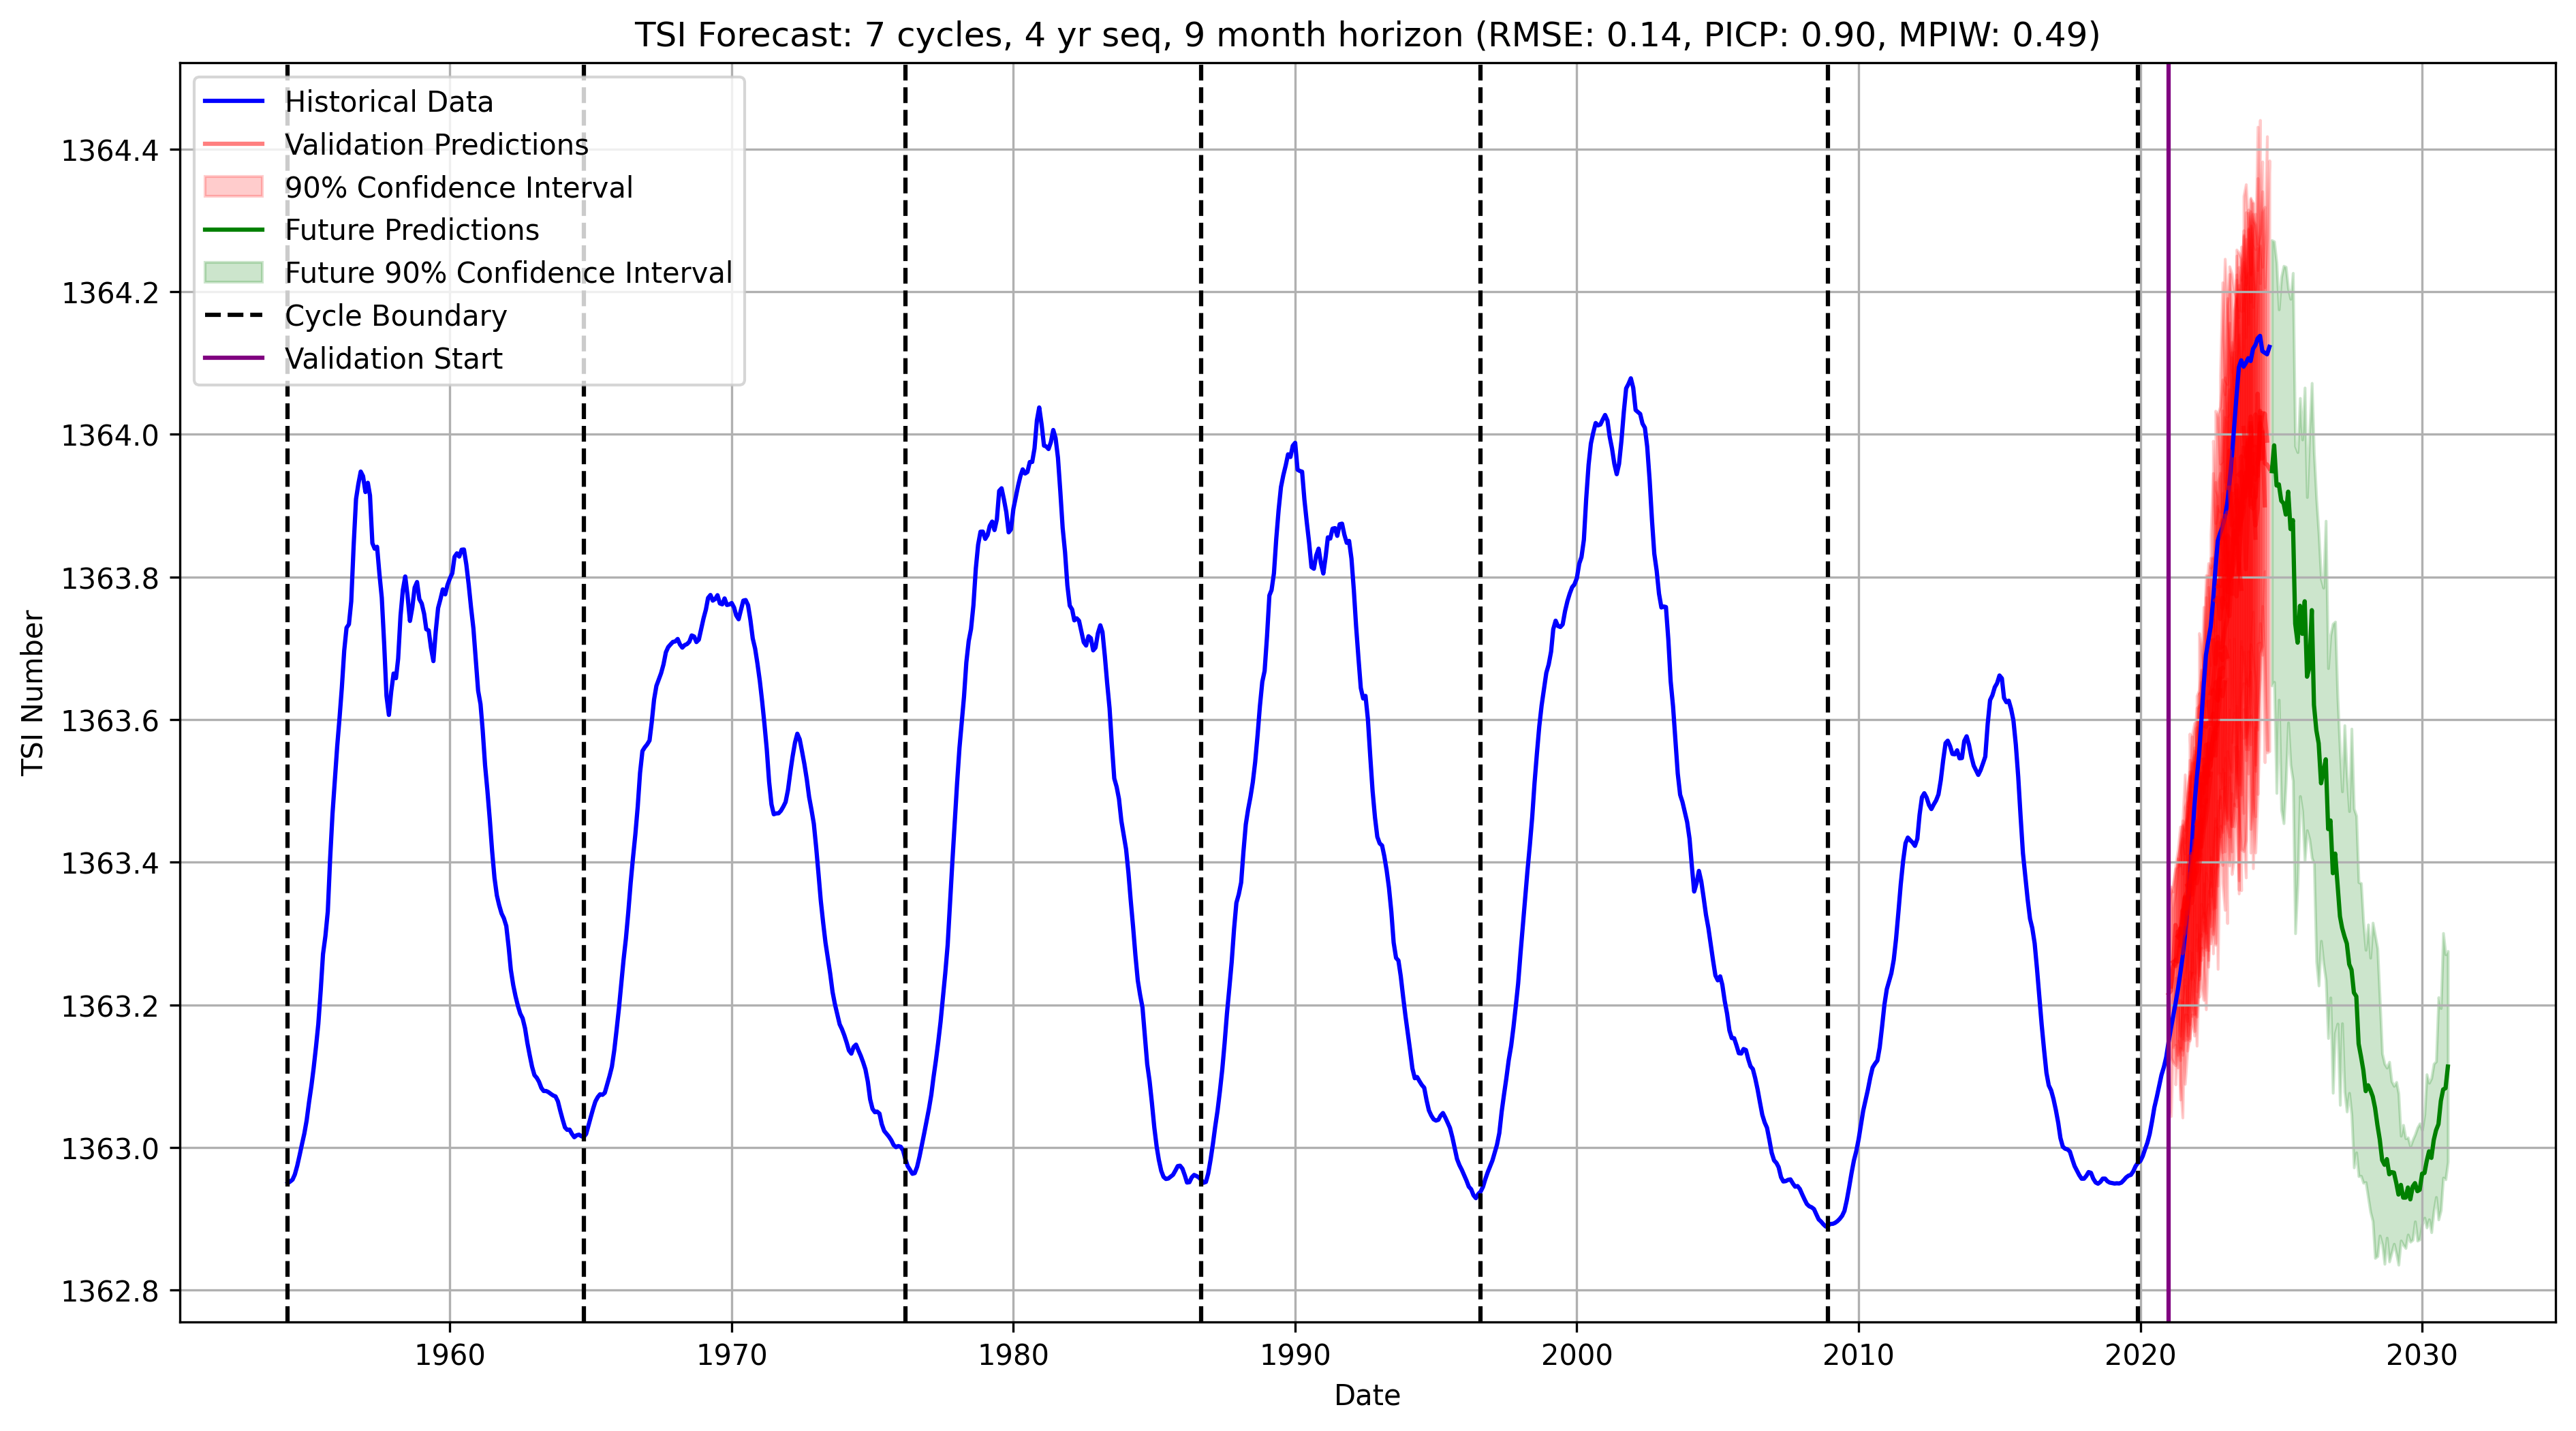 TSI Forecast: 7 cycles, 4 yr seq, 9 month horizon (RMSE: 0.14, PICP: 0.90, MPIW: 0.49)
Historical Data
Validation Predictions
90% Confidence Interval
Future Predictions
Future 90% Confidence Interval
Cycle Boundary
Validation Start
TSI Number
1364.4
1364.2
1364.0
1363.8
1363.6
1363.4
1363.2
1363.0
1362.8
1960 1970 1980 1990 2000 2010 2020 2030
Date